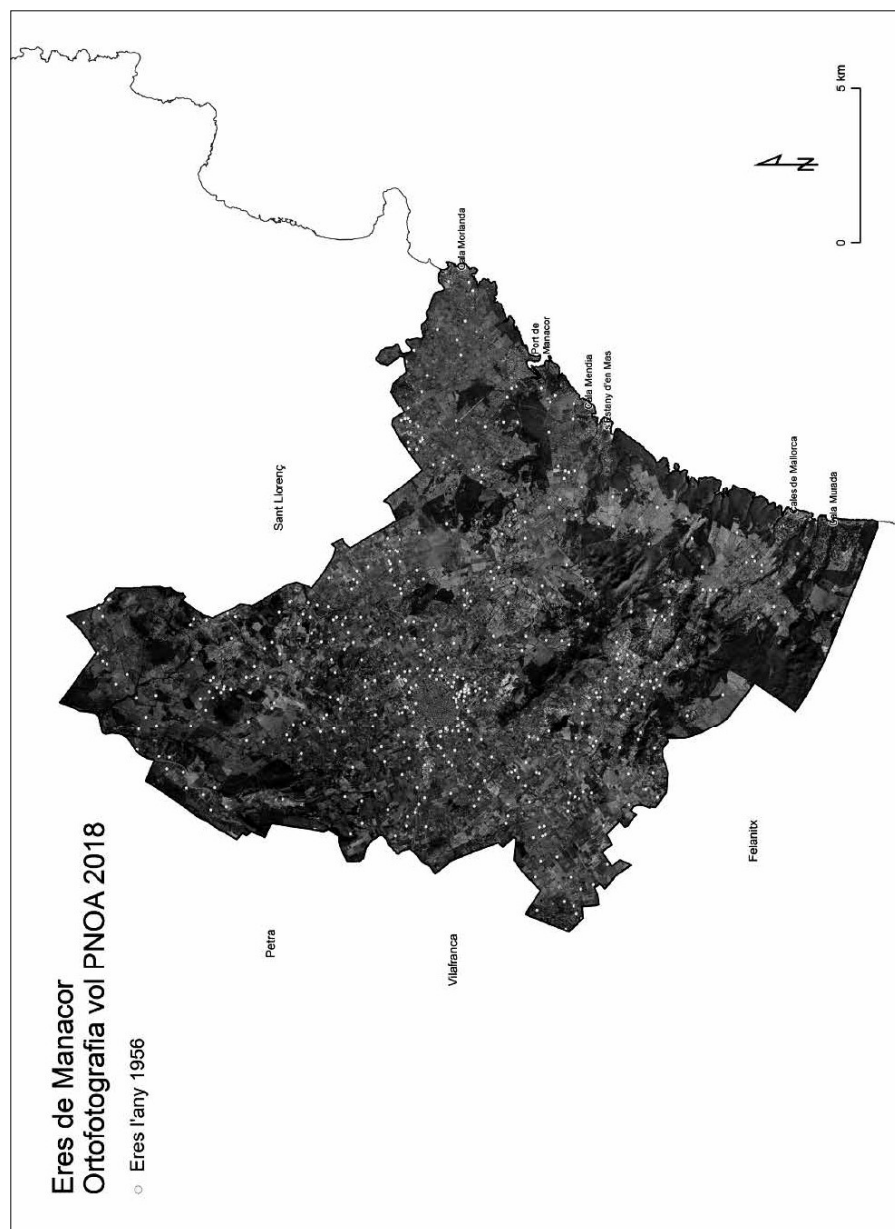 Eres de Manacor
Ortofotografia vol PNOA 2018
Eres l'any 1956
Petra
Sant Llorenç
Vilafranca
Cala Morlanda
Port de
Manacor
Cala Mendia
S'Estany d'en Mas
Felanitx
Cales de Mallorca
Cala Murada
N
0
5 km